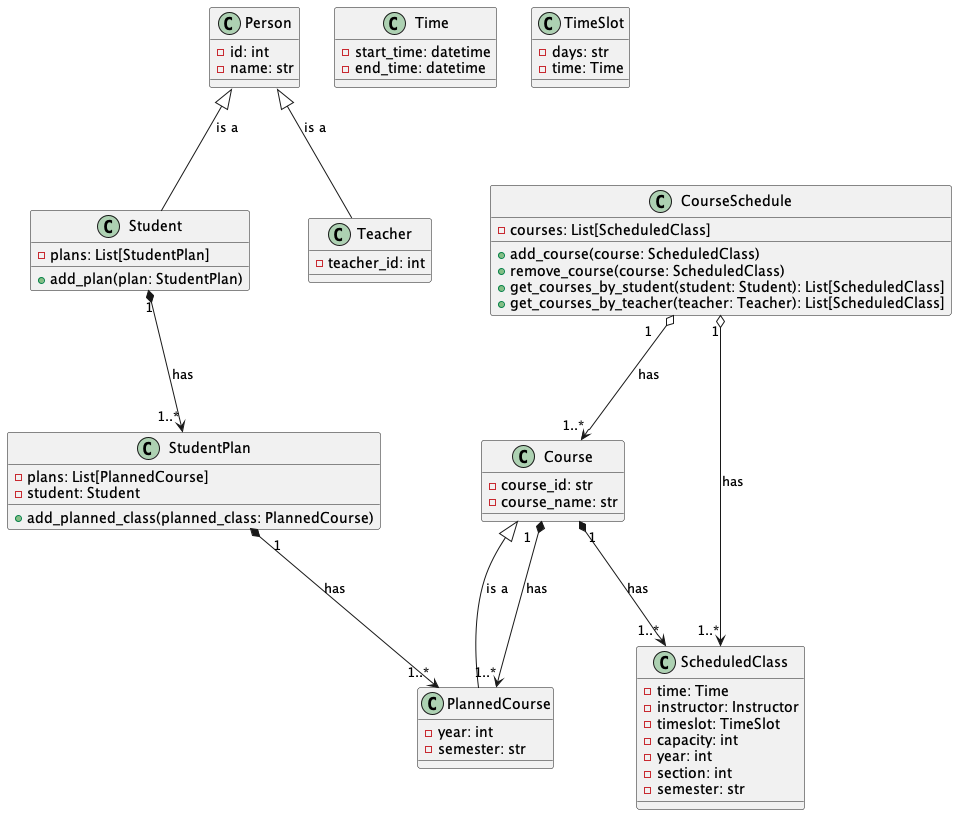 C Person
id: int
name: str
C Time
start_time: datetime
end_time: datetime
C TimeSlot
days: str
time: Time
is a
is a
C Student
plans: List[StudentPlan]
add_plan(plan: StudentPlan)
C Teacher
teacher_id: int
C CourseSchedule
courses: List[ScheduledClass]
add_course(course: ScheduledClass)
remove_course(course: ScheduledClass)
get_courses_by_student(student: Student): List[ScheduledClass]
get_courses_by_teacher(teacher: Teacher): List[ScheduledClass]
1
has
1..*
1
has
1..*
1
has
1..*
C StudentPlan
plans: List[PlannedCourse]
student: Student
add_planned_class(planned_class: PlannedCourse)
C Course
course_id: str
course_name: str
1
has
1..*
is a
1
has
1..*
1
has
1..*
C PlannedCourse
year: int
semester: str
C ScheduledClass
time: Time
instructor: Instructor
timeslot: TimeSlot
capacity: int
year: int
section: int
semester: str